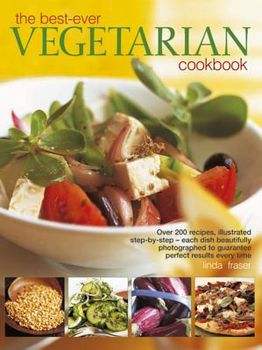 the best-ever
VEGETARIAN
cookbook
Over 200 recipes, illustrated
step-by-step – each dish beautifully
photographed to guarantee
perfect results every time
linda fraser